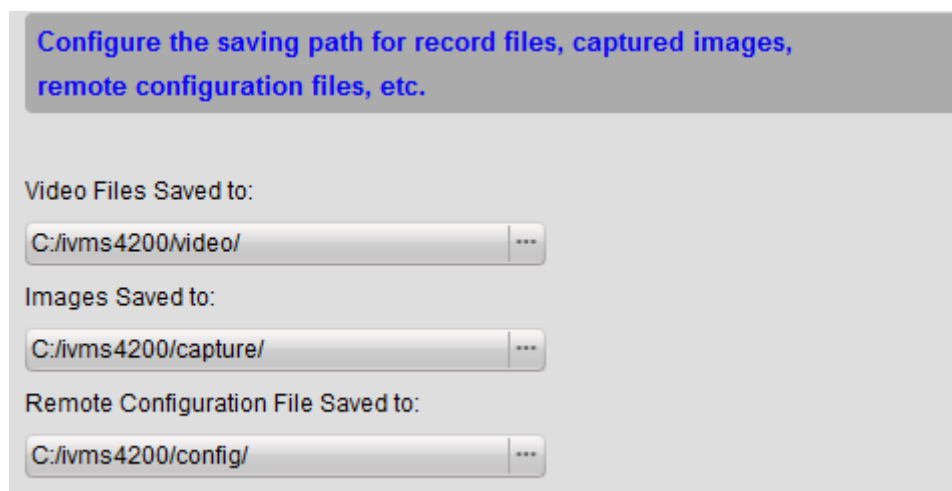 Configure the saving path for record files, captured images,
remote configuration files, etc.
Video Files Saved to:
C:/ivms4200/video/
Images Saved to:
C:/ivms4200/capture/
Remote Configuration File Saved to:
C:/ivms4200/config/